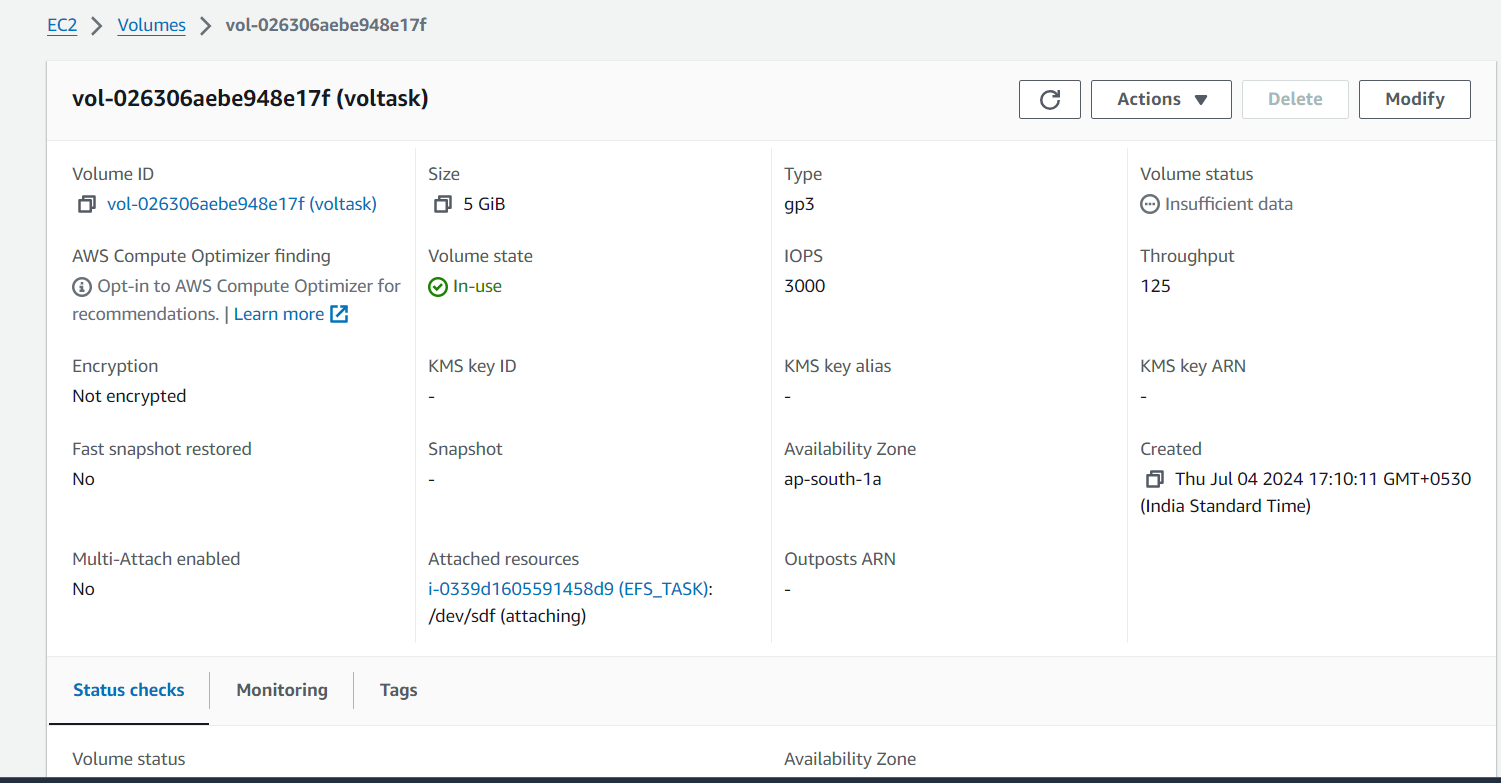 EC2 Volumes vol-026306aebe948e17f
vol-026306aebe948e17f (voltask)
Actions Delete Modify
Volume ID
vol-026306aebe948e17f (voltask)
Size
5 GiB
Type
gp3
Volume status
Insufficient data
AWS Compute Optimizer finding
Opt-in to AWS Compute Optimizer for
recommendations. | Learn more
Volume state
In-use
IOPS
3000
Throughput
125
Encryption
Not encrypted
KMS key ID
-
KMS key alias
-
KMS key ARN
-
Fast snapshot restored
No
Snapshot
-
Availability Zone
ap-south-1a
Created
Thu Jul 04 2024 17:10:11 GMT+0530
(India Standard Time)
Multi-Attach enabled
No
Attached resources
i-0339d1605591458d9 (EFS_TASK):
/dev/sdf (attaching)
Outposts ARN
-
Status checks Monitoring Tags
Volume status
Availability Zone